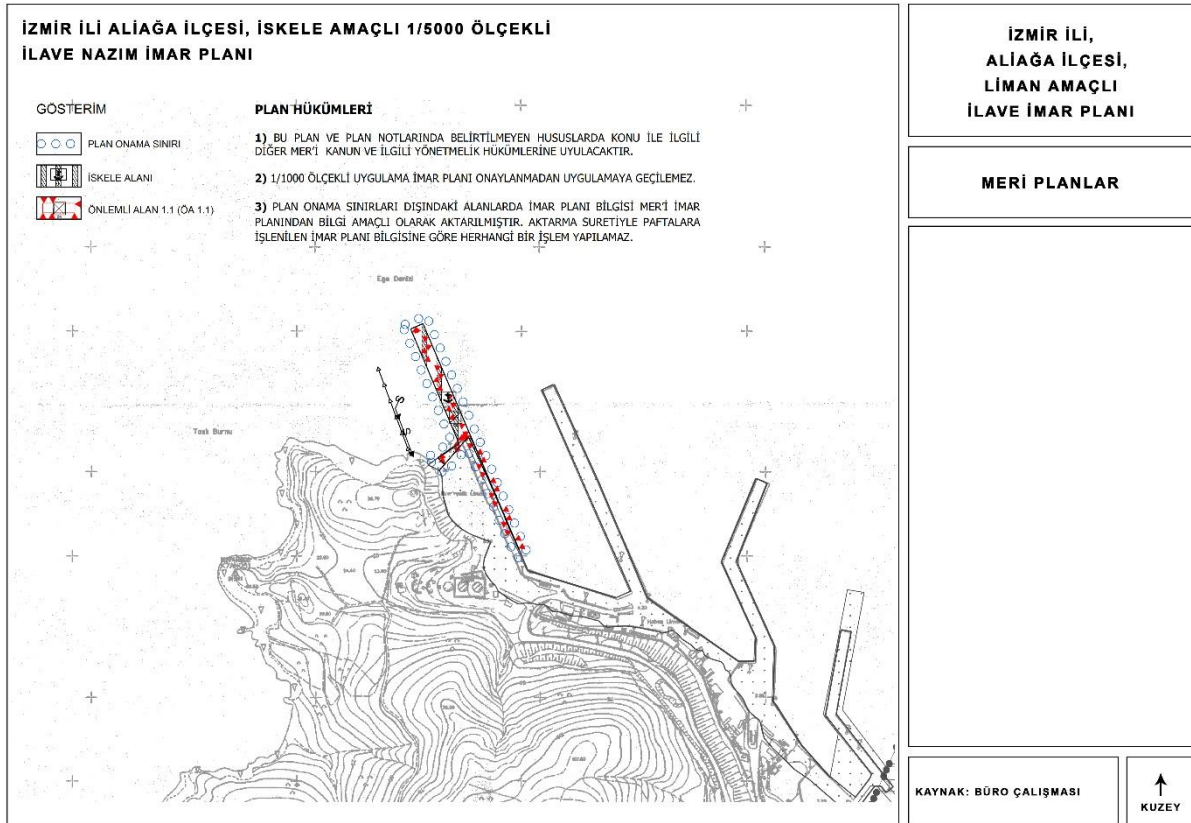 İZMİR İLİ ALİAĞA İLÇESİ, İSKELE AMAÇLI 1/5000 ÖLÇEKLİ
İLAVE NAZIM İMAR PLANI
GÖSTERİM
PLAN ONAMA SINIRI
İSKELE ALANI
ÖNLEMLİ ALAN 1.1 (ÖA 1.1)
PLAN HÜKÜMLERİ
1) BU PLAN VE PLAN NOTLARINDA BELİRTİLMEYEN HUSUSLARDA KONU İLE İLGİLİ
DİĞER MER'İ KANUN VE İLGİLİ YÖNETMELİK HÜKÜMLERİNE UYULACAKTIR.
2) 1/1000 ÖLÇEKLİ UYGULAMA İMAR PLANI ONAYLANMADAN UYGULAMAYA GEÇİLEMEZ.
3) PLAN ONAMA SINIRLARI DIŞINDAKİ ALANLARDA İMAR PLANI BİLGİSİ MER'İ İMAR
PLANINDAN BİLGİ AMAÇLI OLARAK AKTARILMIŞTIR. AKTARMA SURETİYLE PAFTALARA
İŞLENİLEN İMAR PLANI BİLGİSİNE GÖRE HERHANGİ BİR İŞLEM YAPILAMAZ.
Ege Denizi
Taslı Burnu
İZMİR İLİ,
ALİAĞA İLÇESİ,
LİMAN AMAÇLI
İLAVE İMAR PLANI
MERİ PLANLAR
KAYNAK: BÜRO ÇALIŞMASI
KUZEY